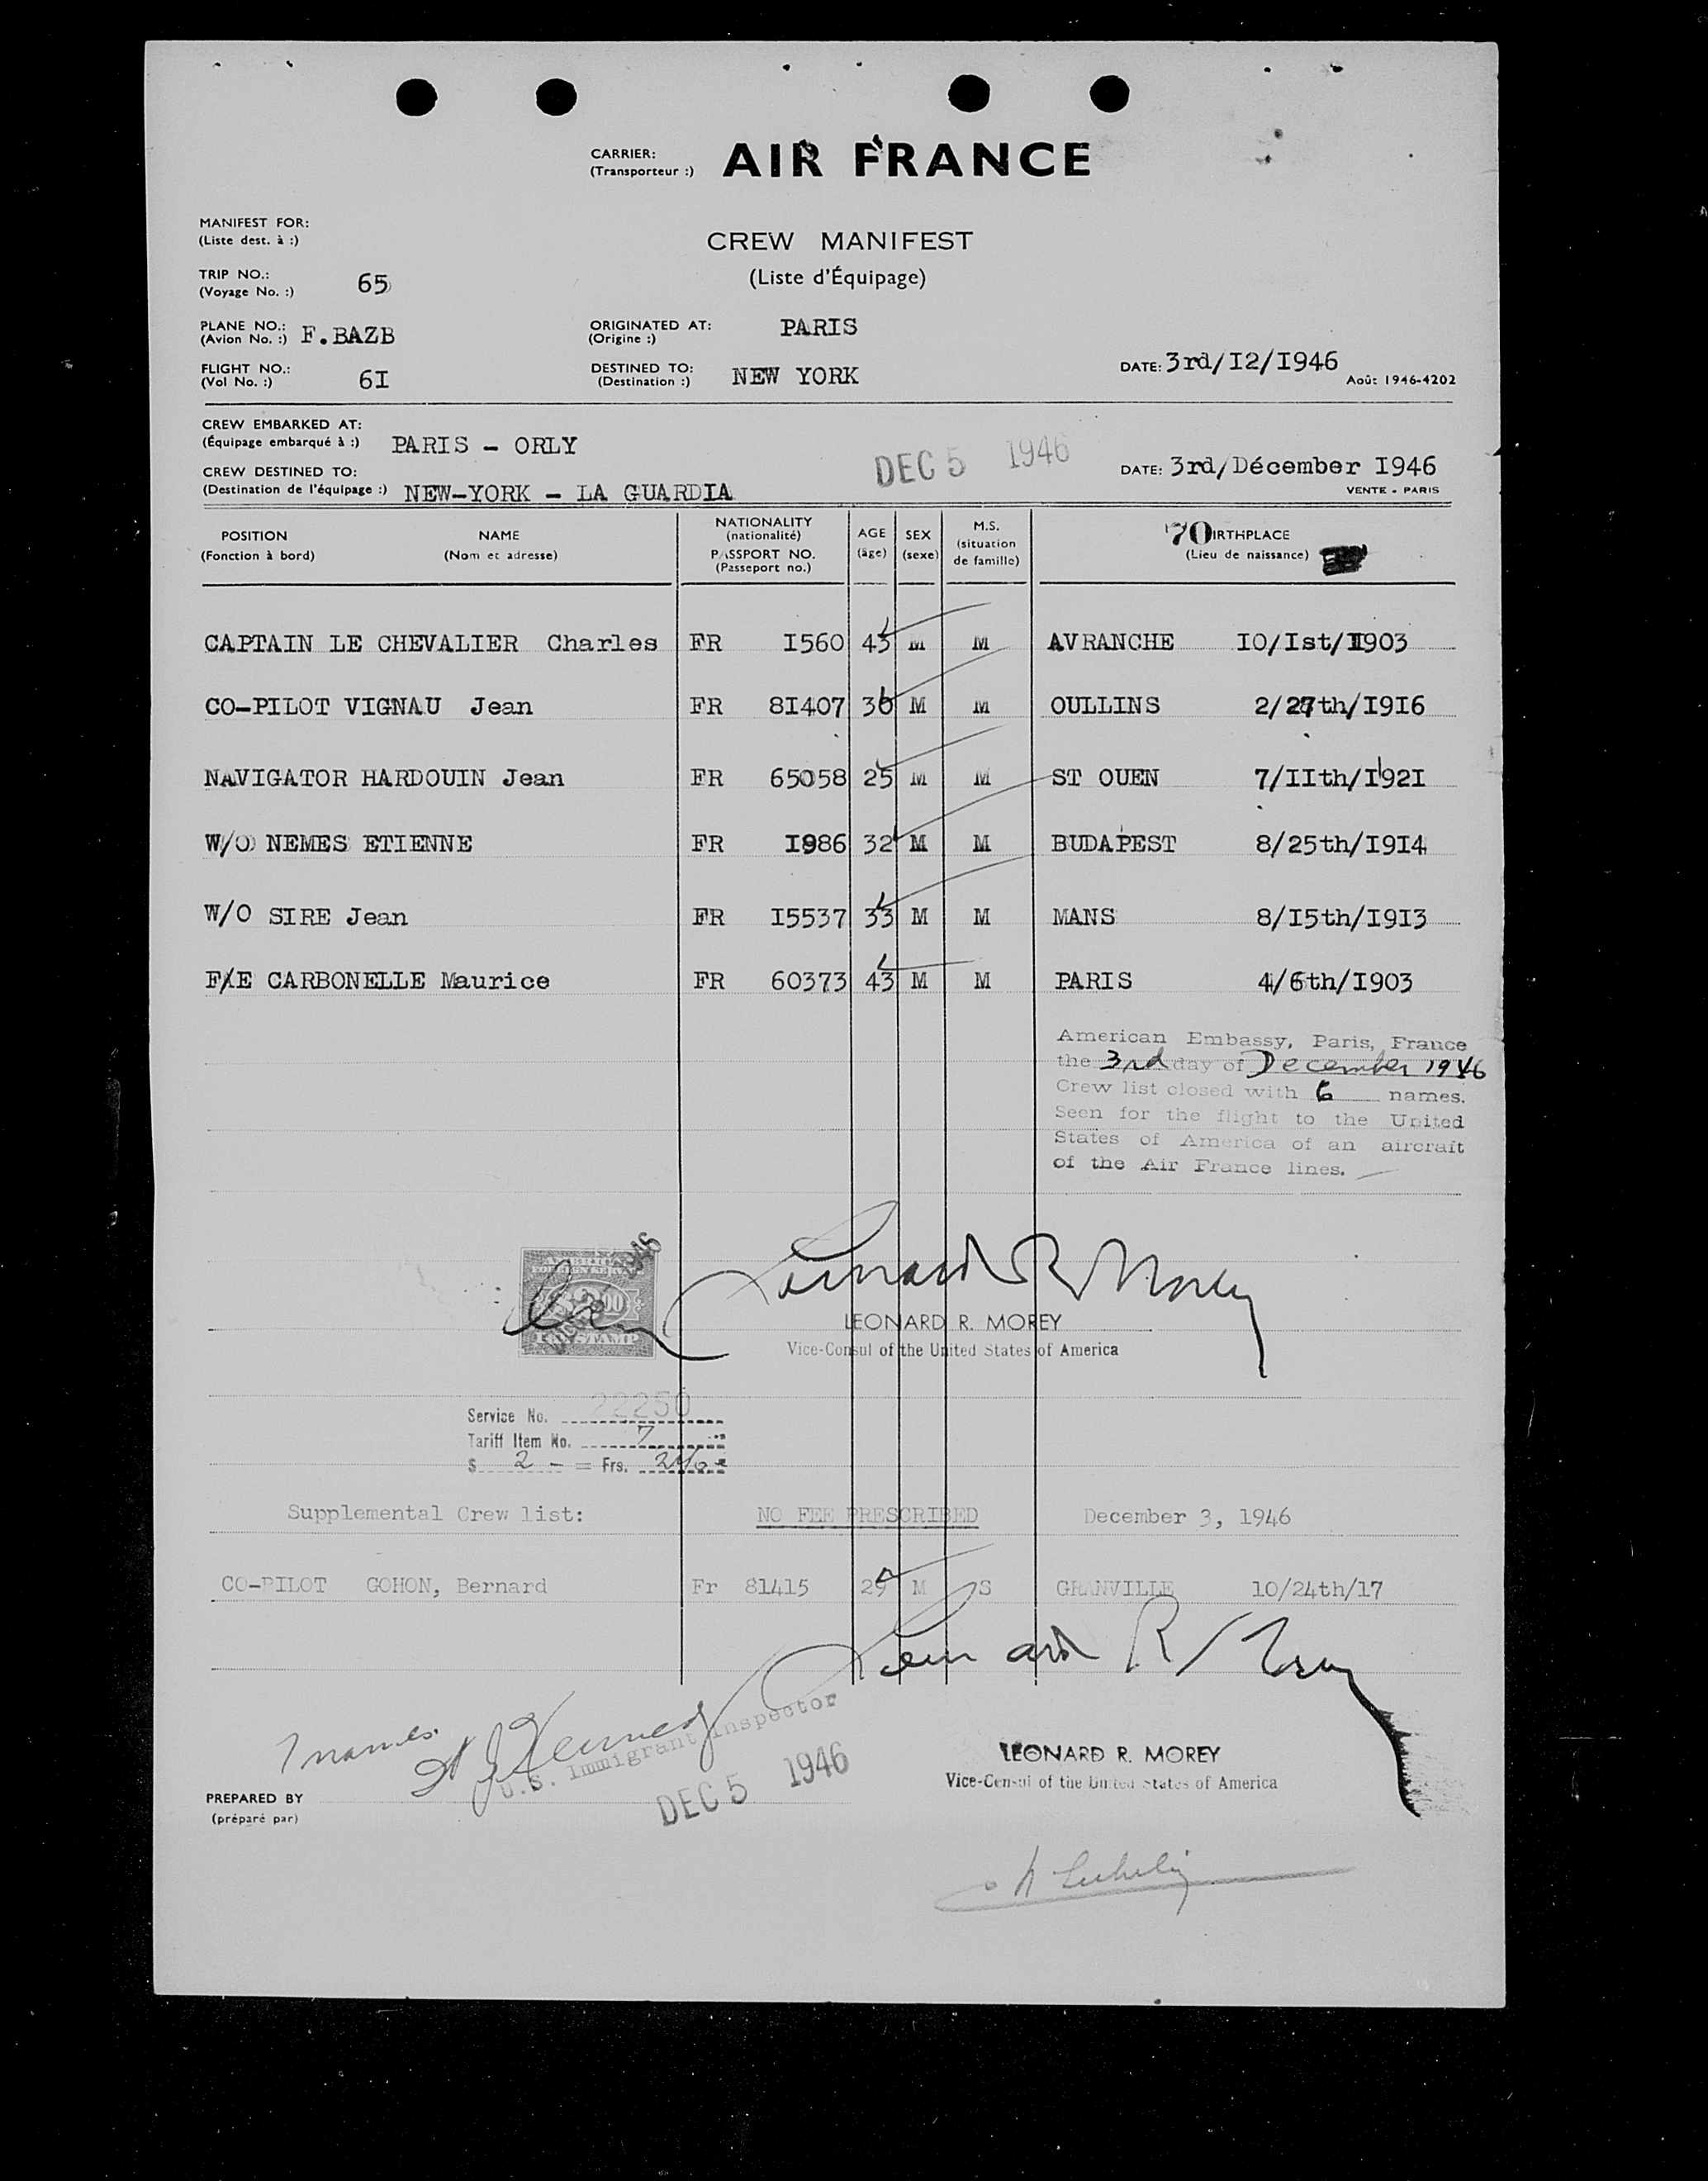 CARRIER: AIR FRANCE
(Transporteur :)
MANIFEST FOR:
(Liste dest. à :)
CREW MANIFEST
(Liste d'Équipage)
TRIP NO.: 65
(Voyage No. :)
PLANE NO.: F.BAZB
(Avion No. :)
ORIGINATED AT: PARIS
(Origine :)
FLIGHT NO.: 6I
(Vol No. :)
DESTINED TO: NEW YORK
(Destination :)
DATE: 3rd/I2/I946
Août 1946-4202
CREW EMBARKED AT:
(Équipage embarqué à :) PARIS - ORLY
DEC 5 1946
CREW DESTINED TO:
(Destination de l'équipage :) NEW-YORK - LA GUARDIA
DATE: 3rd/Décember I946
VENTE - PARIS
POSITION NAME NATIONALITY AGE SEX M.S. 70 IRTHPLACE
(Fonction à bord) (Nom et adresse) (nationalité) (âge) (sexe) (situation de famille) (Lieu de naissance)
PASSPORT NO.
(Passeport no.)
CAPTAIN LE CHEVALIER Charles FR I560 43 M M AVRANCHE IO/Ist/I903
CO-PILOT VIGNAU Jean FR 8I407 36 M M OULLINS 2/27th/I9I6
NAVIGATOR HARDOUIN Jean FR 65058 25 M M ST OUEN 7/IIth/I92I
W/O NEMES ETIENNE FR I986 32 M M BUDAPEST 8/25th/I9I4
W/O SIRE Jean FR I5537 33 M M MANS 8/I5th/I9I3
F/E CARBONELLE Maurice FR 60373 43 M M PARIS 4/6th/I903
American Embassy, Paris, France
the 3rd day of December 1946
Crew list closed with 6 names.
Seen for the flight to the United
States of America of an aircraft
of the Air France lines.
Leonard R Morey
LEONARD R. MOREY
Vice-Consul of the United States of America
Service No. 22250
Tariff Item No. 7
$ 2 - = Frs.
Supplemental Crew list: NO FEE PRESCRIBED December 3, 1946
CO-PILOT GOHON, Bernard Fr 81415 29 M S GRANVILLE 10/24th/17
Leonard R Morey
7 names
U.S. Immigrant Inspector
DEC 5 1946
LEONARD R. MOREY
Vice-Consul of the United States of America
PREPARED BY
(préparé par)